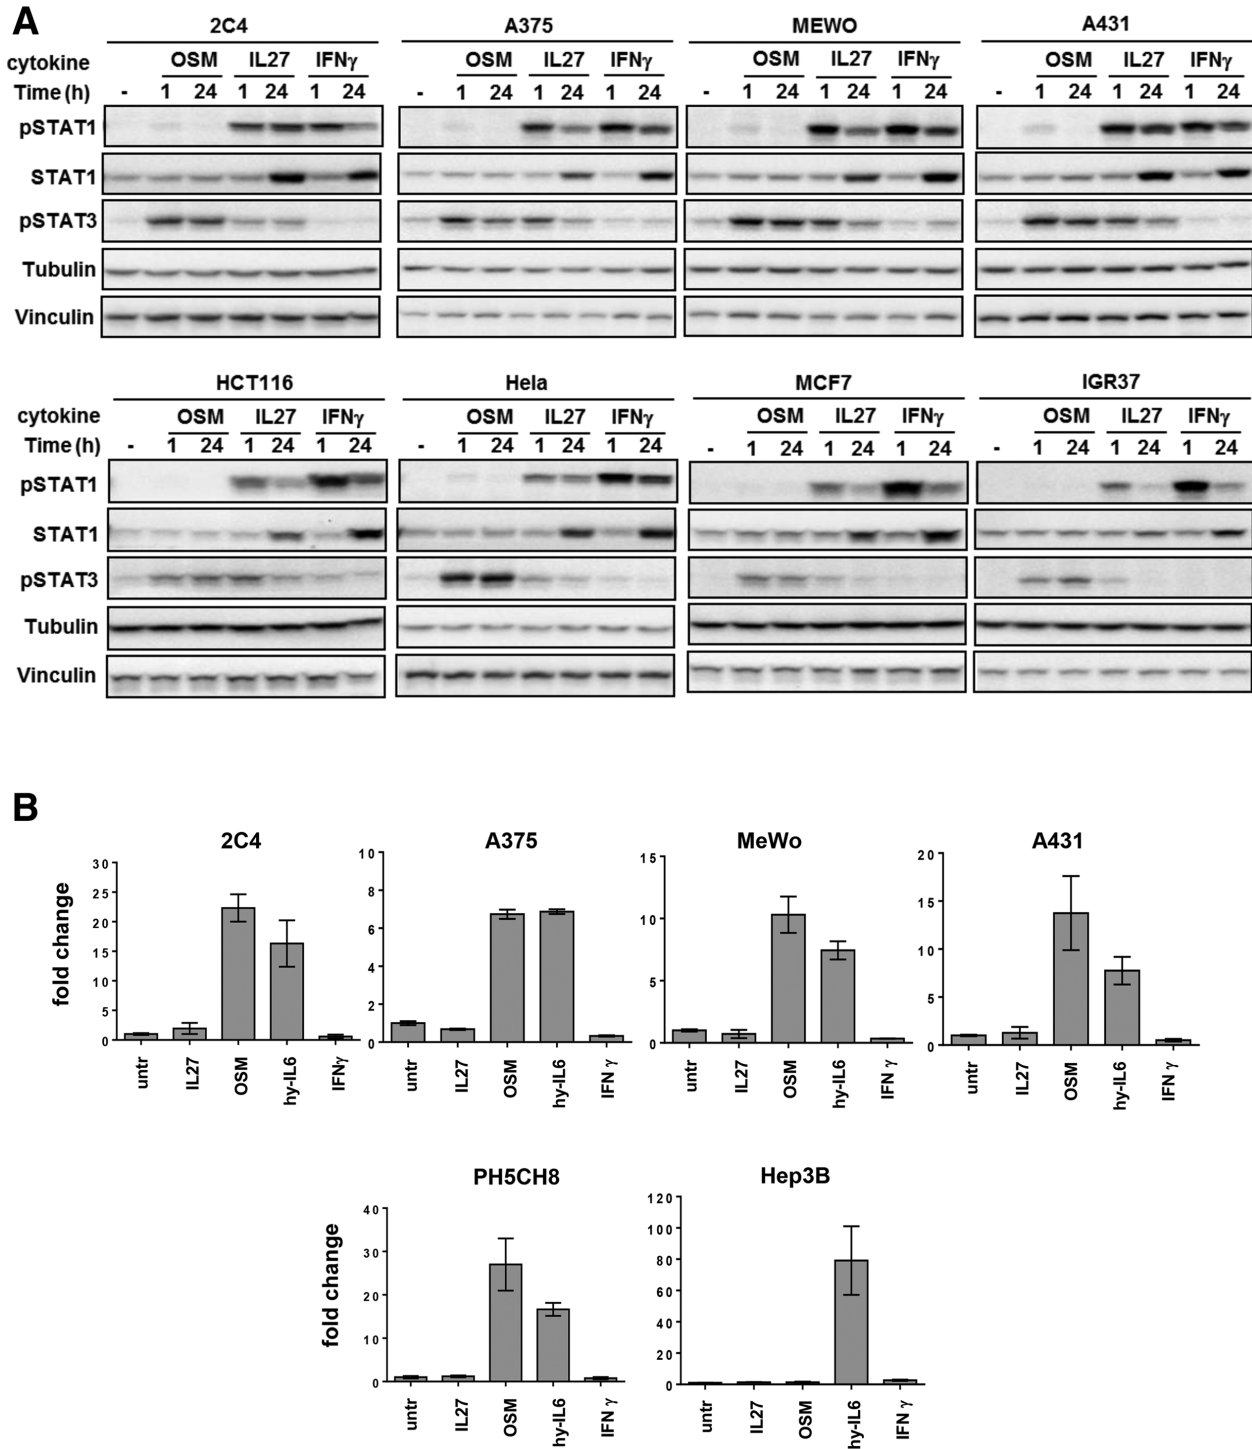 A
2C4 A375 MEWO A431
cytokine OSM IL27 IFNγ OSM IL27 IFNγ OSM IL27 IFNγ OSM IL27 IFNγ
Time (h) - 1 24 1 24 1 24 - 1 24 1 24 1 24 - 1 24 1 24 1 24 - 1 24 1 24 1 24
pSTAT1
STAT1
pSTAT3
Tubulin
Vinculin
HCT116 Hela MCF7 IGR37
cytokine OSM IL27 IFNγ OSM IL27 IFNγ OSM IL27 IFNγ OSM IL27 IFNγ
Time (h) - 1 24 1 24 1 24 - 1 24 1 24 1 24 - 1 24 1 24 1 24 - 1 24 1 24 1 24
pSTAT1
STAT1
pSTAT3
Tubulin
Vinculin
B
2C4
fold change
30
25
20
15
10
5
0
untr IL27 OSM hy-IL6 IFNγ
A375
10
8
6
4
2
0
untr IL27 OSM hy-IL6 IFN γ
MeWo
15
10
5
0
untr IL27 OSM hy-IL6 IFN γ
A431
20
15
10
5
0
untr IL27 OSM hy-IL6 IFN γ
PH5CH8
fold change
40
30
20
10
0
untr IL27 OSM hy-IL6 IFN γ
Hep3B
120
100
80
60
40
20
0
untr IL27 OSM hy-IL6 IFN γ